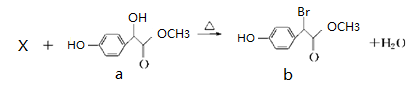 X + HO OH OCH3 O △ HO Br OCH3 O +H2O
a b